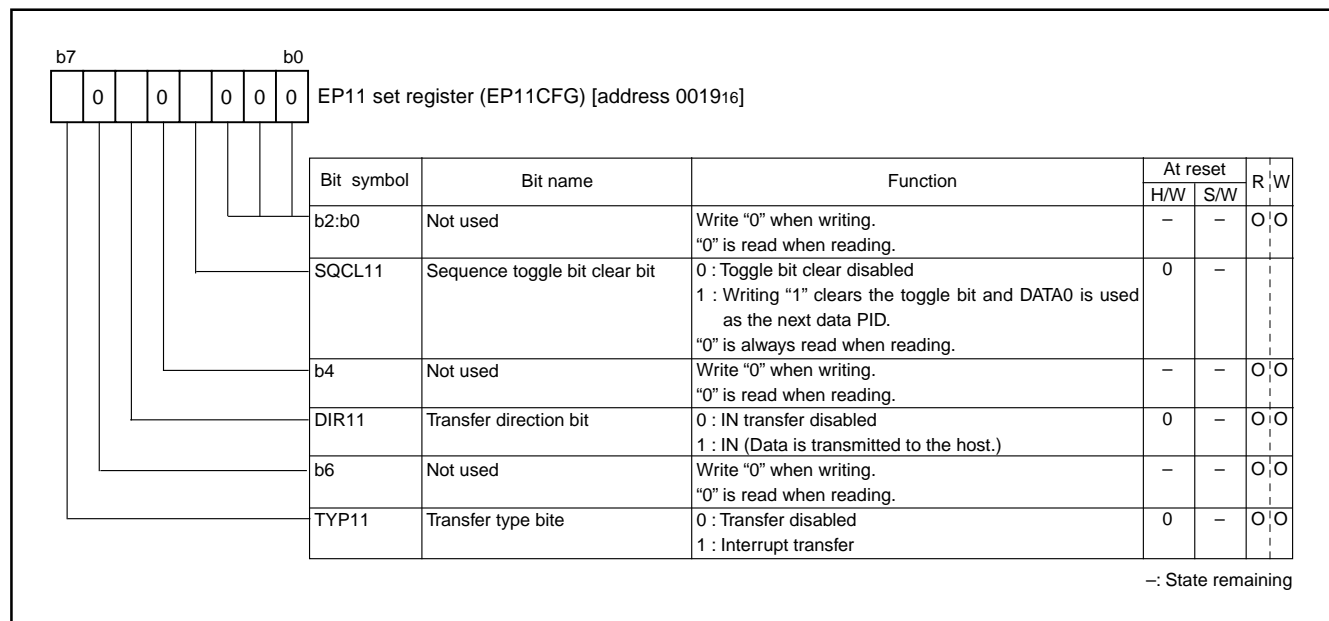 b7 b0
0 0 0 0 0 EP11 set register (EP11CFG) [address 001916]
Bit symbol Bit name Function At reset R W
H/W S/W
b2:b0 Not used Write “0” when writing. – – O O
“0” is read when reading.
SQCL11 Sequence toggle bit clear bit 0 : Toggle bit clear disabled 0 –
1 : Writing “1” clears the toggle bit and DATA0 is used
as the next data PID.
“0” is always read when reading.
b4 Not used Write “0” when writing. – – O O
“0” is read when reading.
DIR11 Transfer direction bit 0 : IN transfer disabled 0 – O O
1 : IN (Data is transmitted to the host.)
b6 Not used Write “0” when writing. – – O O
“0” is read when reading.
TYP11 Transfer type bite 0 : Transfer disabled 0 – O O
1 : Interrupt transfer
–: State remaining